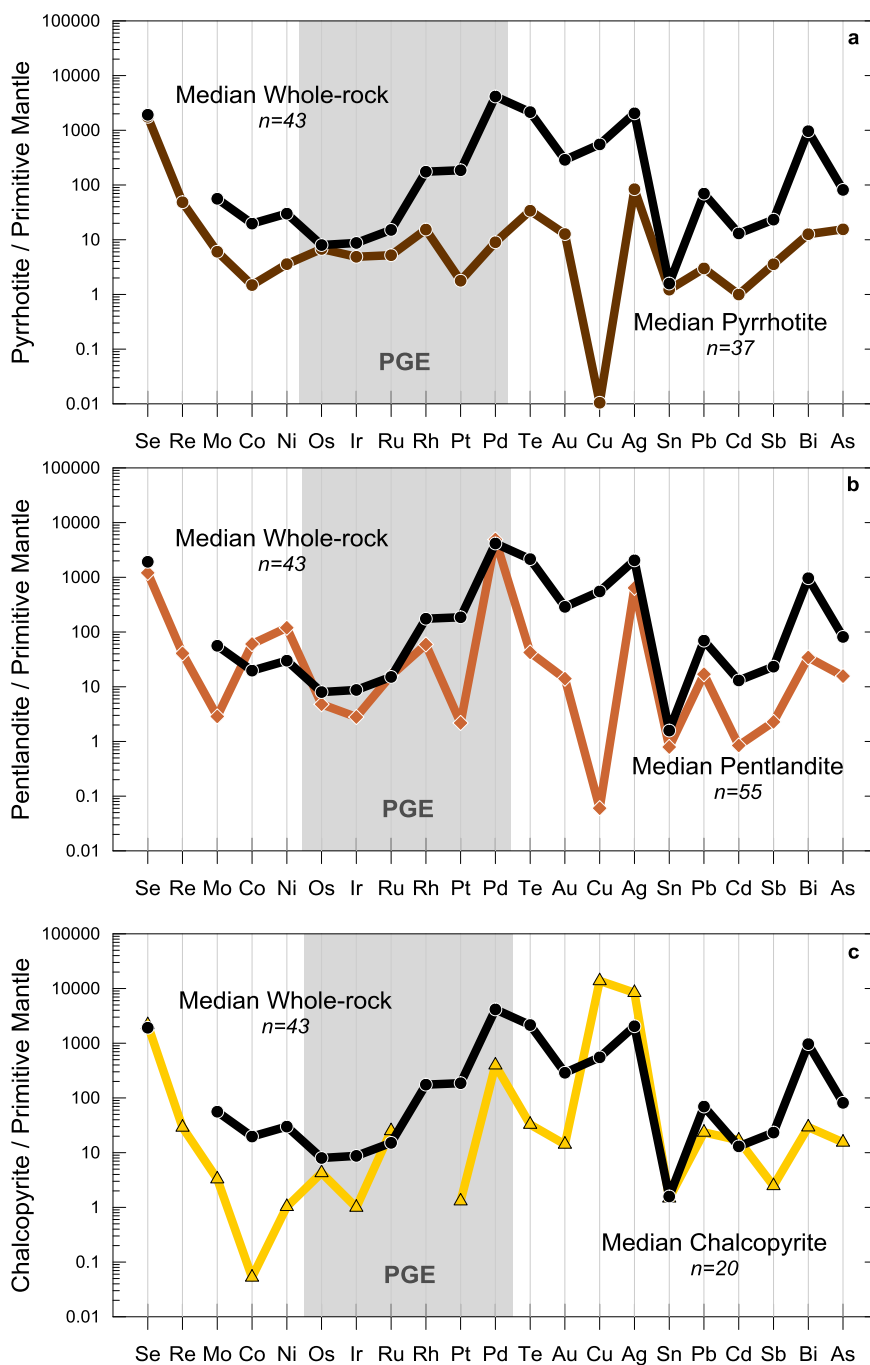 a
100000
10000
1000
100
10
1
0.1
0.01
Pyrrhotite / Primitive Mantle
Median Whole-rock
n=43
Median Pyrrhotite
n=37
PGE
Se Re Mo Co Ni Os Ir Ru Rh Pt Pd Te Au Cu Ag Sn Pb Cd Sb Bi As
b
100000
10000
1000
100
10
1
0.1
0.01
Pentlandite / Primitive Mantle
Median Whole-rock
n=43
Median Pentlandite
n=55
PGE
Se Re Mo Co Ni Os Ir Ru Rh Pt Pd Te Au Cu Ag Sn Pb Cd Sb Bi As
c
100000
10000
1000
100
10
1
0.1
0.01
Chalcopyrite / Primitive Mantle
Median Whole-rock
n=43
Median Chalcopyrite
n=20
PGE
Se Re Mo Co Ni Os Ir Ru Rh Pt Pd Te Au Cu Ag Sn Pb Cd Sb Bi As